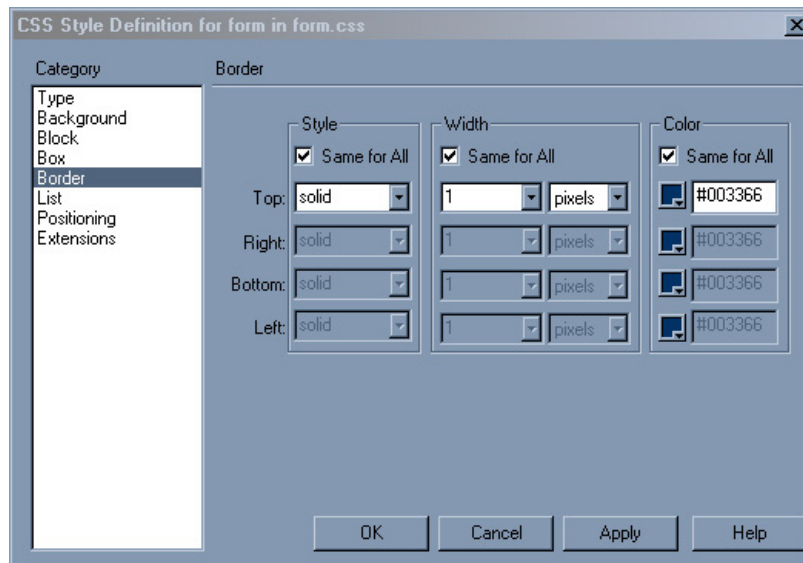 CSS Style Definition for form in form.css
Category
Border
Type
Background
Block
Box
Border
List
Positioning
Extensions
Style
Width
Color
Same for All
Same for All
Same for All
Top: solid 1 pixels #003366
Right: solid 1 pixels #003366
Bottom: solid 1 pixels #003366
Left: solid 1 pixels #003366
OK
Cancel
Apply
Help